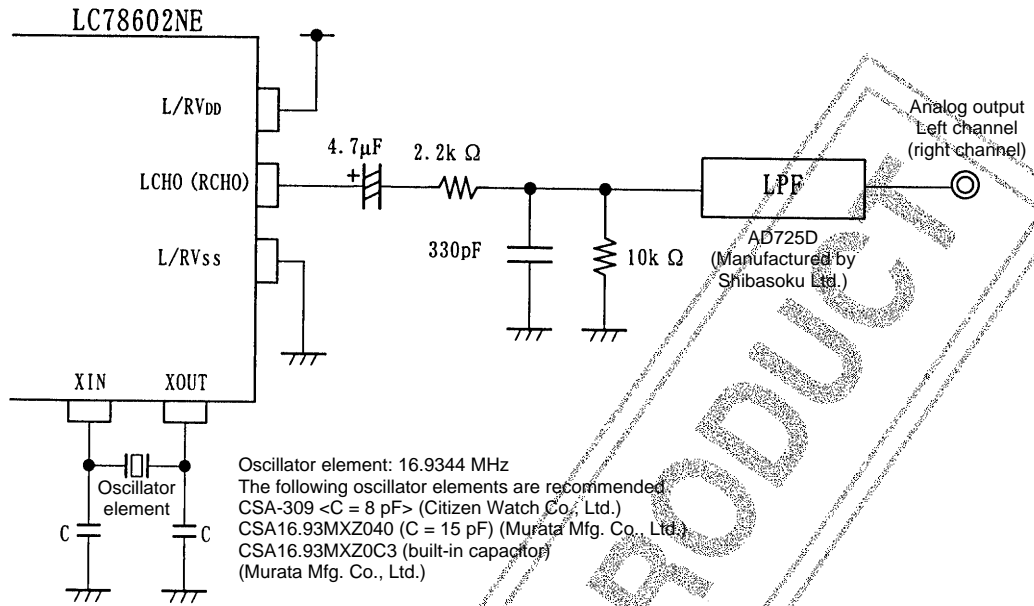 LC78602NE
L/RVDD
LCHO (RCHO)
L/RVSS
XIN
XOUT
4.7µF
+
2.2k Ω
330pF
10k Ω
LPF
AD725D
(Manufactured by
Shibasoku Ltd.)
Analog output
Left channel
(right channel)
Oscillator
element
C
C
Oscillator element: 16.9344 MHz
The following oscillator elements are recommended.
CSA-309 <C = 8 pF> (Citizen Watch Co., Ltd.)
CSA16.93MXZ040 (C = 15 pF) (Murata Mfg. Co., Ltd.)
CSA16.93MXZ0C3 (built-in capacitor)
(Murata Mfg. Co., Ltd.)
PRODUCT